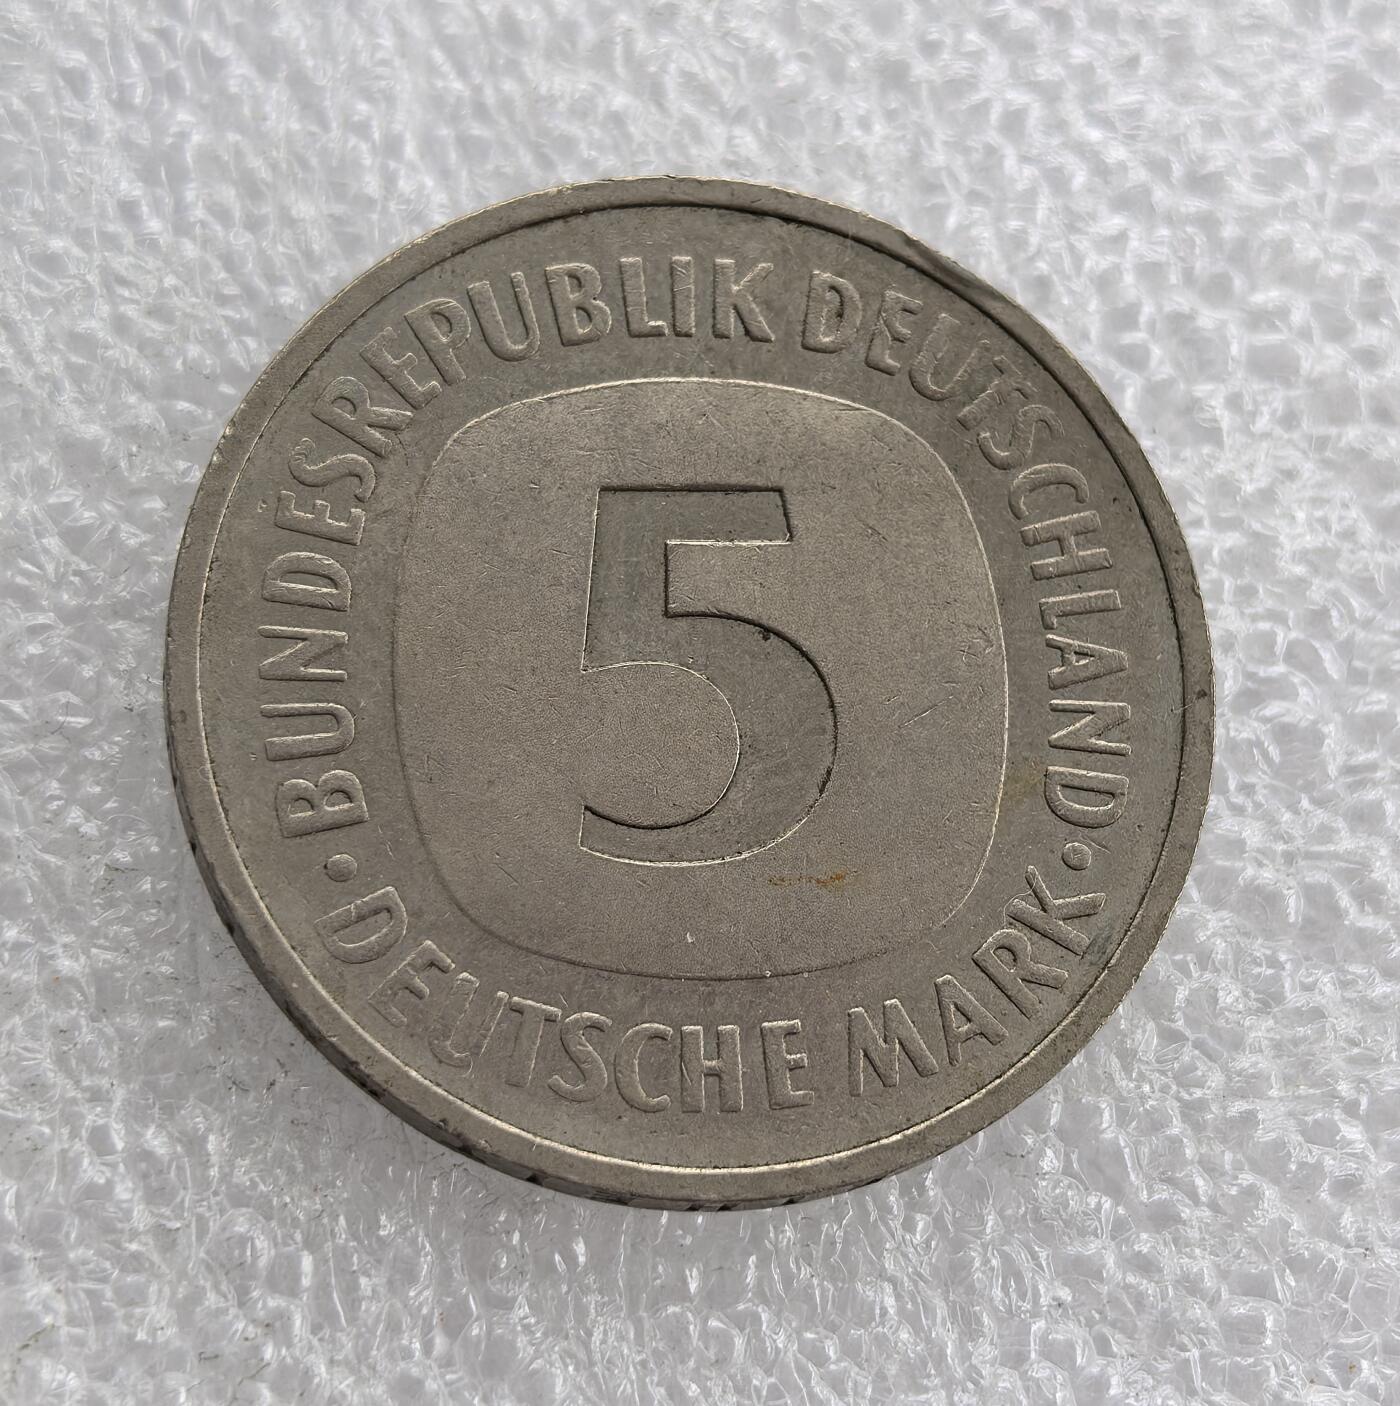 BUNDESREPUBLIK DEUTSCHLAND
5
DEUTSCHE MARK